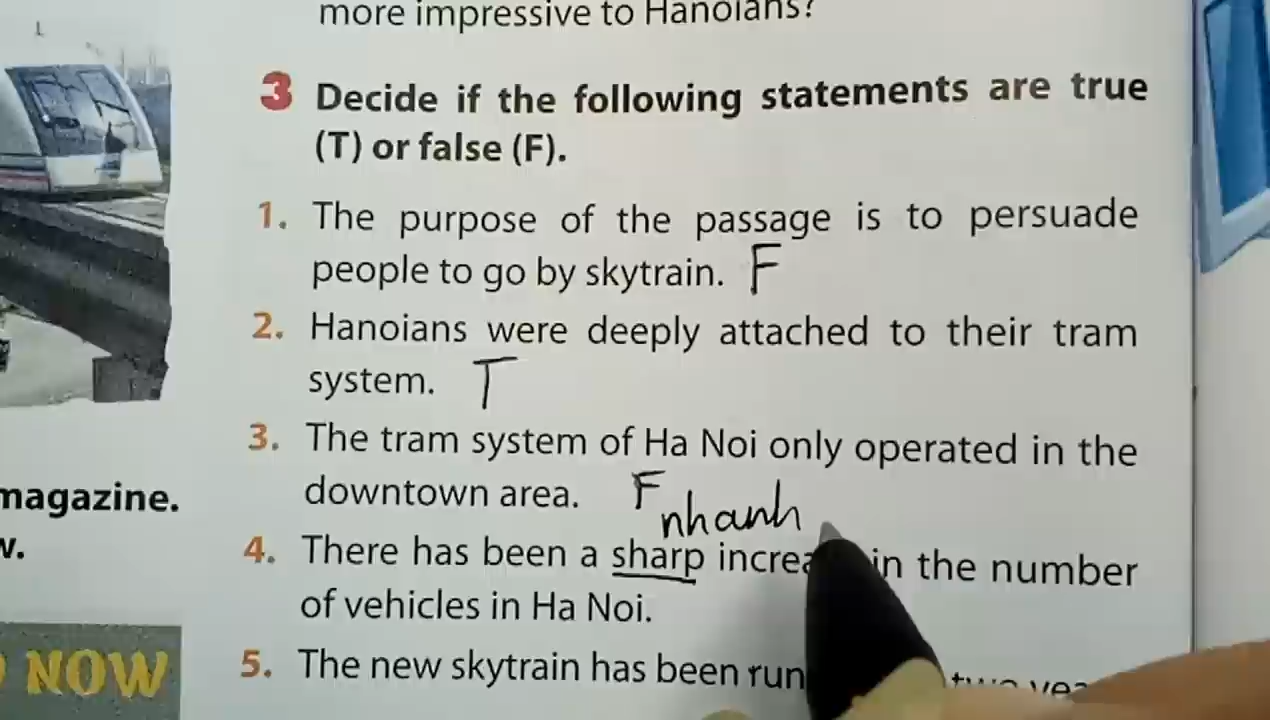 more impressive to Hanoians?
3 Decide if the following statements are true
(T) or false (F).
1. The purpose of the passage is to persuade
people to go by skytrain. F
2. Hanoians were deeply attached to their tram
system. T
3. The tram system of Ha Noi only operated in the
downtown area. F
nhanh
4. There has been a sharp in the number
of vehicles in Ha Noi.
5. The new skytrain has been
magazine.
NOW